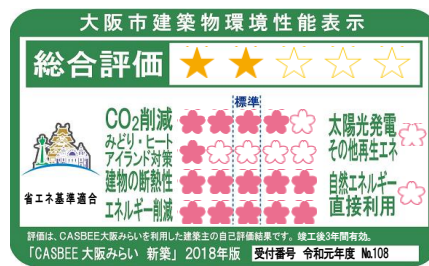 大阪市建築物環境性能表示
総合評価
標準
CO₂削減
みどり・ヒート
アイランド対策
建物の断熱性
エネルギー削減
太陽光発電
その他再生エネ
自然エネルギー
直接利用
省エネ基準適合
評価は、CASBEE大阪みらいを利用した建築主の自己評価結果です。竣工後3年間有効。
「CASBEE大阪みらい 新築」2018年版 受付番号 令和元年度 №108